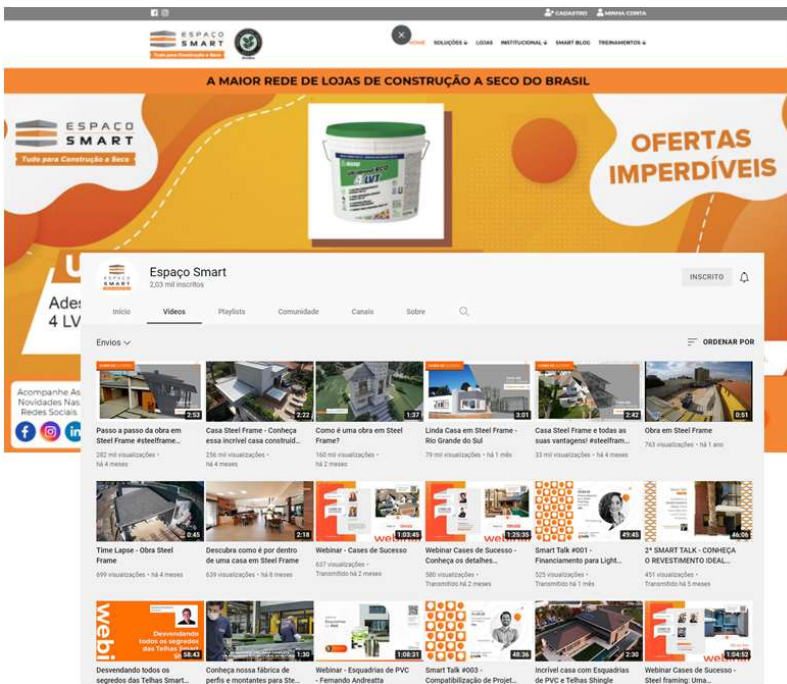 CADASTRO MINHA CONTA
ESPAÇO
SMART
Tudo para Construção a Seco
HOME SOLUÇÕES LOJAS INSTITUCIONAL SMART BLOG TREINAMENTOS
A MAIOR REDE DE LOJAS DE CONSTRUÇÃO A SECO DO BRASIL
ESPAÇO
SMART
Tudo para Construção a Seco
OFERTAS
IMPERDÍVEIS
LVT
U
Ades
4 LV
Acompanhe As
Novidades Nas
Redes Sociais
ESPAÇO
SMART
Espaço Smart
2,03 mil inscritos
INSCRITO
Início Vídeos Playlists Comunidade Canais Sobre
Envios
ORDENAR POR
2:53 2:22 1:37 3:01 2:42 0:51
Passo a passo da obra em
Steel Frame #steelframe...
282 mil visualizações •
há 4 meses
Casa Steel Frame - Conheça
essa incrível casa construíd...
256 mil visualizações •
há 4 meses
Como é uma obra em Steel
Frame?
160 mil visualizações •
há 2 meses
Linda Casa em Steel Frame -
Rio Grande do Sul
79 mil visualizações • há 1 mês
Casa Steel Frame e todas as
suas vantagens! #steelfram...
33 mil visualizações • há 4 meses
Obra em Steel Frame
763 visualizações • há 1 ano
0:45 2:18 1:03:45 1:25:35 49:45 46:06
Time Lapse - Obra Steel
Frame
699 visualizações • há 4 meses
Descubra como é por dentro
de uma casa em Steel Frame
639 visualizações • há 8 meses
Webinar - Cases de Sucesso
637 visualizações •
Transmitido há 2 meses
Webinar Cases de Sucesso -
Conheça os detalhes...
580 visualizações •
Transmitido há 2 meses
Smart Talk #001 -
Financiamento para Light...
525 visualizações •
Transmitido há 1 mês
2ª SMART TALK - CONHEÇA
O REVESTIMENTO IDEAL...
451 visualizações •
Transmitido há 5 meses
webi
Desvendando
todos os segredos
das Telhas Smart
58:43 1:30 1:08:31 48:36 2:30 1:04:52
Desvendando todos os
segredos das Telhas Smart...
Conheça nossa fábrica de
perfis e montantes para Ste...
Webinar - Esquadrias de PVC
- Fernando Andreatta
Smart Talk #003 -
Compatibilização de Projet...
Incrível casa com Esquadrias
de PVC e Telhas Shingle
Webinar Cases de Sucesso -
Steel framing: Uma...